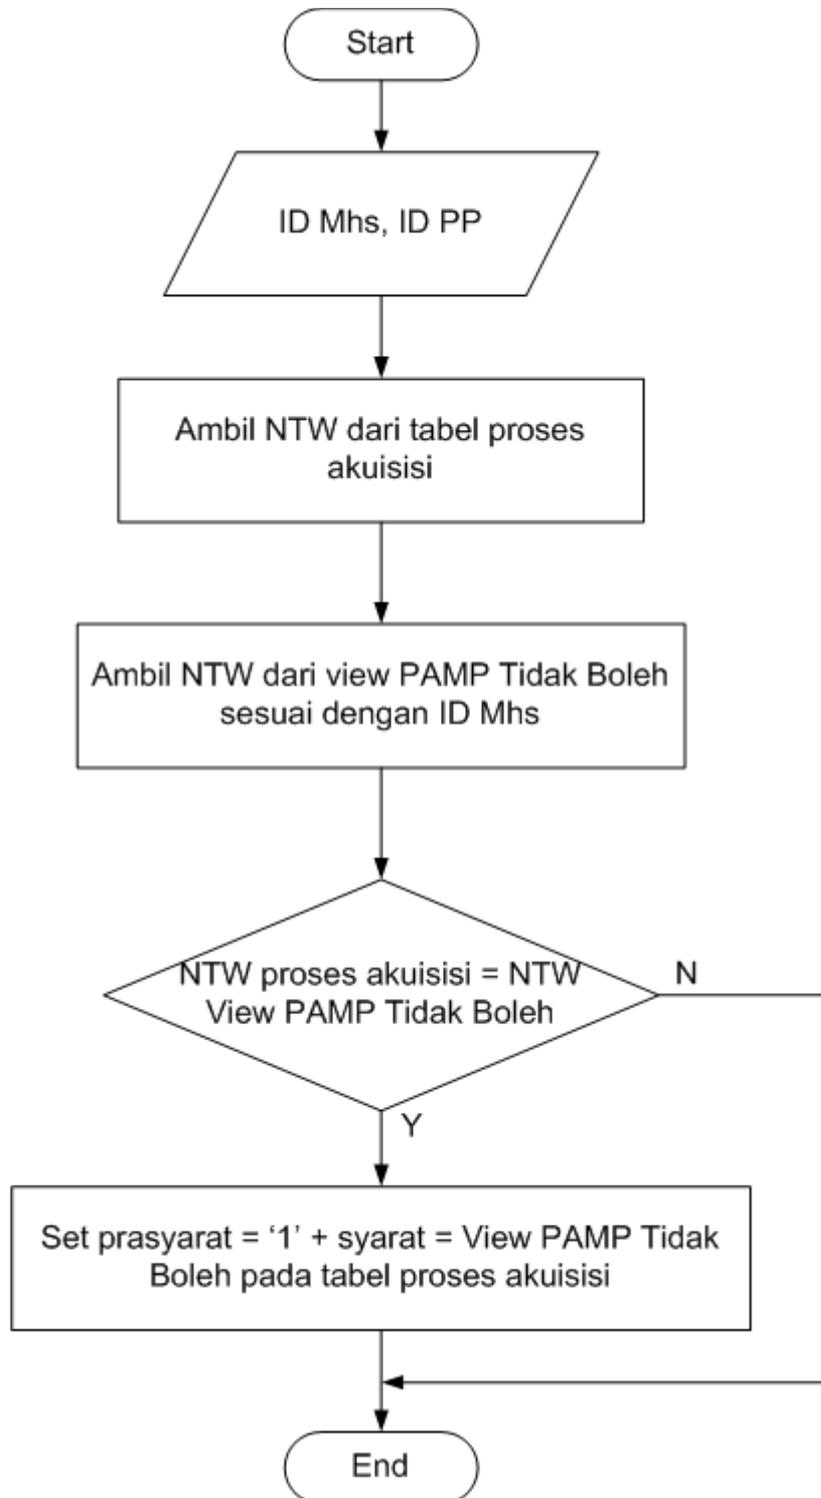 Start
ID Mhs, ID PP
Ambil NTW dari tabel proses
akuisisi
Ambil NTW dari view PAMP Tidak Boleh
sesuai dengan ID Mhs
NTW proses akuisisi = NTW
View PAMP Tidak Boleh
N
Y
Set prasyarat = ‘1’ + syarat = View PAMP Tidak
Boleh pada tabel proses akuisisi
End